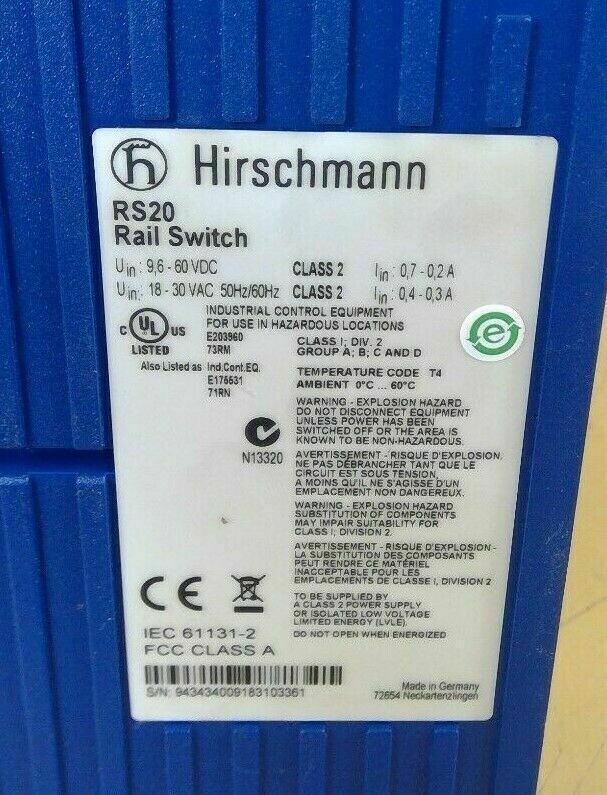 Hirschmann
RS20
Rail Switch
Uin : 9,6 - 60 VDC CLASS 2 Iin : 0,7 - 0,2 A
Uin : 18 - 30 VAC 50Hz/60Hz CLASS 2 Iin : 0,4 - 0,3 A
INDUSTRIAL CONTROL EQUIPMENT
FOR USE IN HAZARDOUS LOCATIONS
C UL US
LISTED
E203960
73RM
CLASS I; DIV. 2
GROUP A; B; C AND D
Also Listed as Ind.Cont.EQ.
E175531
71RN
TEMPERATURE CODE T4
AMBIENT 0°C ... 60°C
WARNING - EXPLOSION HAZARD
DO NOT DISCONNECT EQUIPMENT
UNLESS POWER HAS BEEN
SWITCHED OFF OR THE AREA IS
KNOWN TO BE NON-HAZARDOUS.
N13320
AVERTISSEMENT - RISQUE D'EXPLOSION.
NE PAS DÉBRANCHER TANT QUE LE
CIRCUIT EST SOUS TENSION,
A MOINS QU'IL NE S'AGISSE D'UN
EMPLACEMENT NON DANGEREUX.
WARNING - EXPLOSION HAZARD
SUBSTITUTION OF COMPONENTS
MAY IMPAIR SUITABILITY FOR
CLASS I; DIVISION 2.
AVERTISSEMENT - RISQUE D'EXPLOSION -
LA SUBSTITUTION DES COMPOSANTS
PEUT RENDRE CE MATÉRIEL
INACCEPTABLE POUR LES
EMPLACEMENTS DE CLASSE I, DIVISION 2
CE
TO BE SUPPLIED BY
A CLASS 2 POWER SUPPLY
OR ISOLATED LOW VOLTAGE
LIMITED ENERGY (LVLE).
DO NOT OPEN WHEN ENERGIZED
IEC 61131-2
FCC CLASS A
S/N: 943434009183103361
Made in Germany
72654 Neckartenzlingen
e